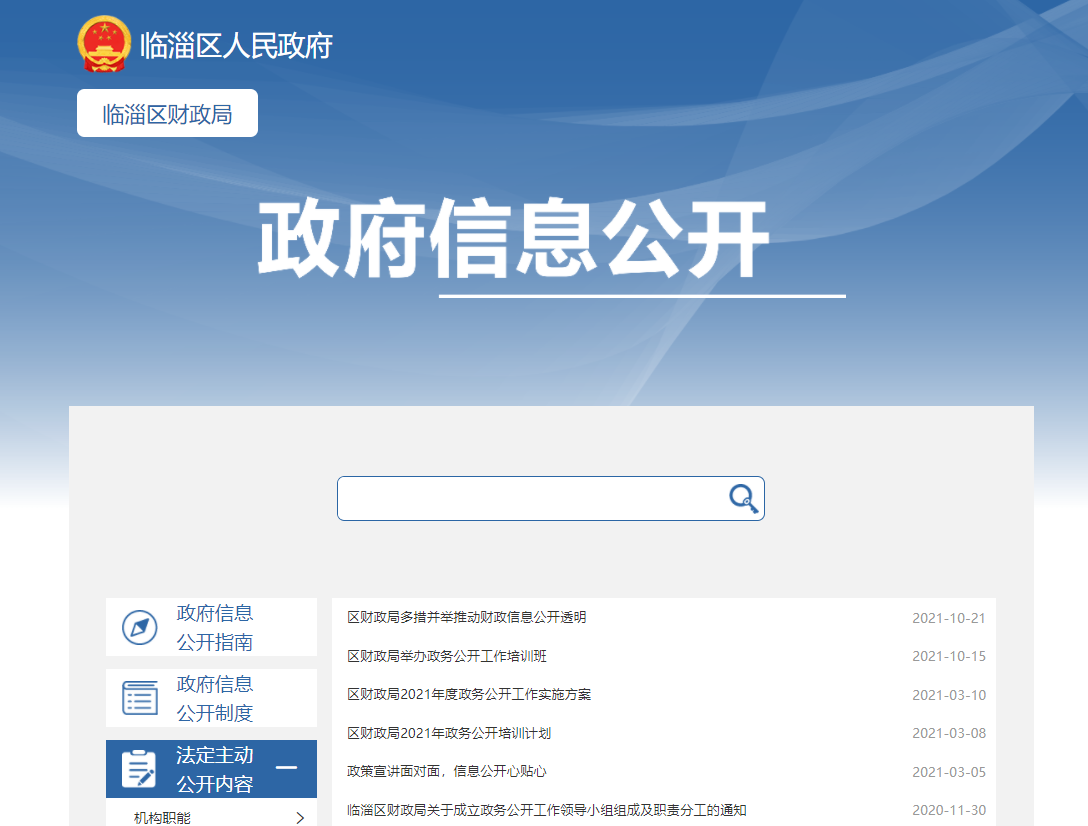 临淄区人民政府
临淄区财政局
政府信息公开
政府信息
公开指南
政府信息
公开制度
法定主动
公开内容
机构职能
区财政局多措并举推动财政信息公开透明 2021-10-21
区财政局举办政务公开工作培训班 2021-10-15
区财政局2021年度政务公开工作实施方案 2021-03-10
区财政局2021年政务公开培训计划 2021-03-08
政策宣讲面对面，信息公开心贴心 2021-03-05
临淄区财政局关于成立政务公开工作领导小组组成及职责分工的通知 2020-11-30